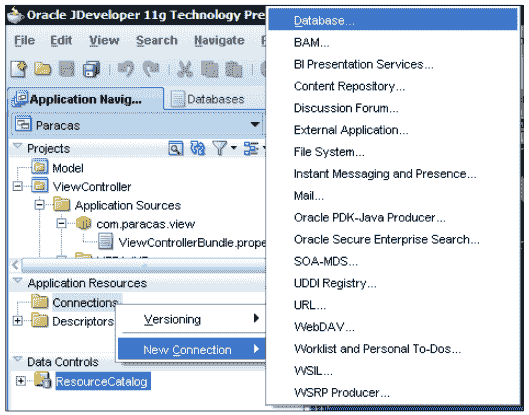 Oracle JDeveloper 11g Technology Pre
File Edit View Search Navigate
Application Navig... Databases
Paracas
Projects
Model
ViewController
Application Sources
com.paracas.view
ViewControllerBundle.prope
Application Resources
Connections
Descriptors
Versioning
New Connection
Data Controls
ResourceCatalog
Database...
BAM...
BI Presentation Services...
Content Repository...
Discussion Forum...
External Application...
File System...
Instant Messaging and Presence...
Mail...
Oracle PDK-Java Producer...
Oracle Secure Enterprise Search...
SOA-MDS...
UDDI Registry...
URL...
WebDAV...
Worklist and Personal To-Dos...
WSIL...
WSRP Producer...